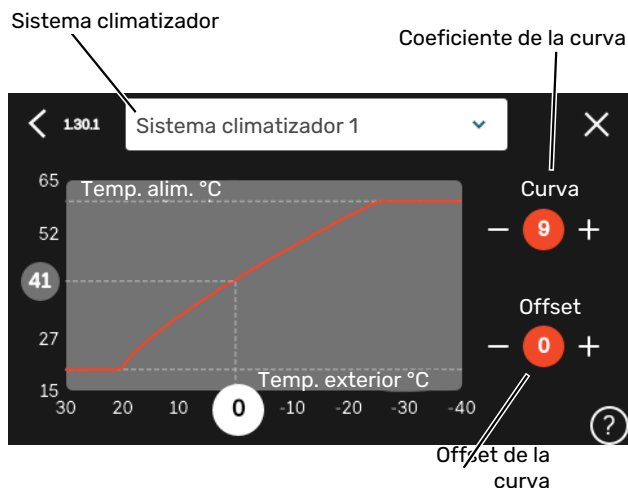 Sistema climatizador
Coeficiente de la curva
1.30.1
Sistema climatizador 1
65
Temp. alim. °C
Curva
52
9
41
Offset
27
0
Temp. exterior °C
15
30
20
10
0
-10
-20
-30
-40
?
Offset de la
curva